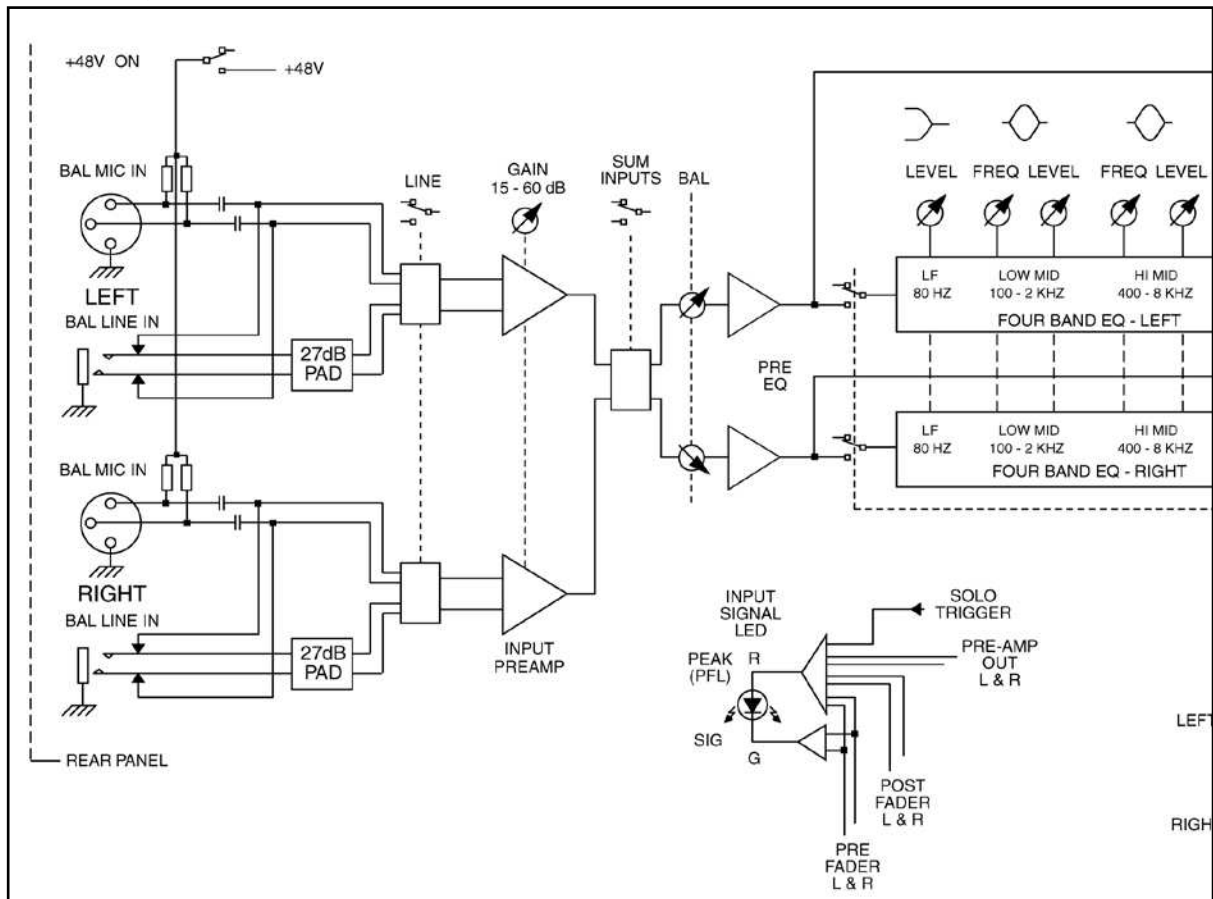 +48V ON
+48V
BAL MIC IN
LINE
GAIN
15 - 60 dB
SUM
INPUTS
BAL
LEVEL
FREQ LEVEL
FREQ LEVEL
LEFT
BAL LINE IN
27dB
PAD
PRE
EQ
LF
80 HZ
LOW MID
100 - 2 KHZ
HI MID
400 - 8 KHZ
FOUR BAND EQ - LEFT
LF
80 HZ
LOW MID
100 - 2 KHZ
HI MID
400 - 8 KHZ
FOUR BAND EQ - RIGHT
BAL MIC IN
RIGHT
BAL LINE IN
27dB
PAD
INPUT
PREAMP
INPUT
SIGNAL
LED
SOLO
TRIGGER
PEAK
(PFL)
R
PRE-AMP
OUT
L & R
SIG
G
POST
FADER
L & R
PRE
FADER
L & R
LEFT
RIGH
REAR PANEL